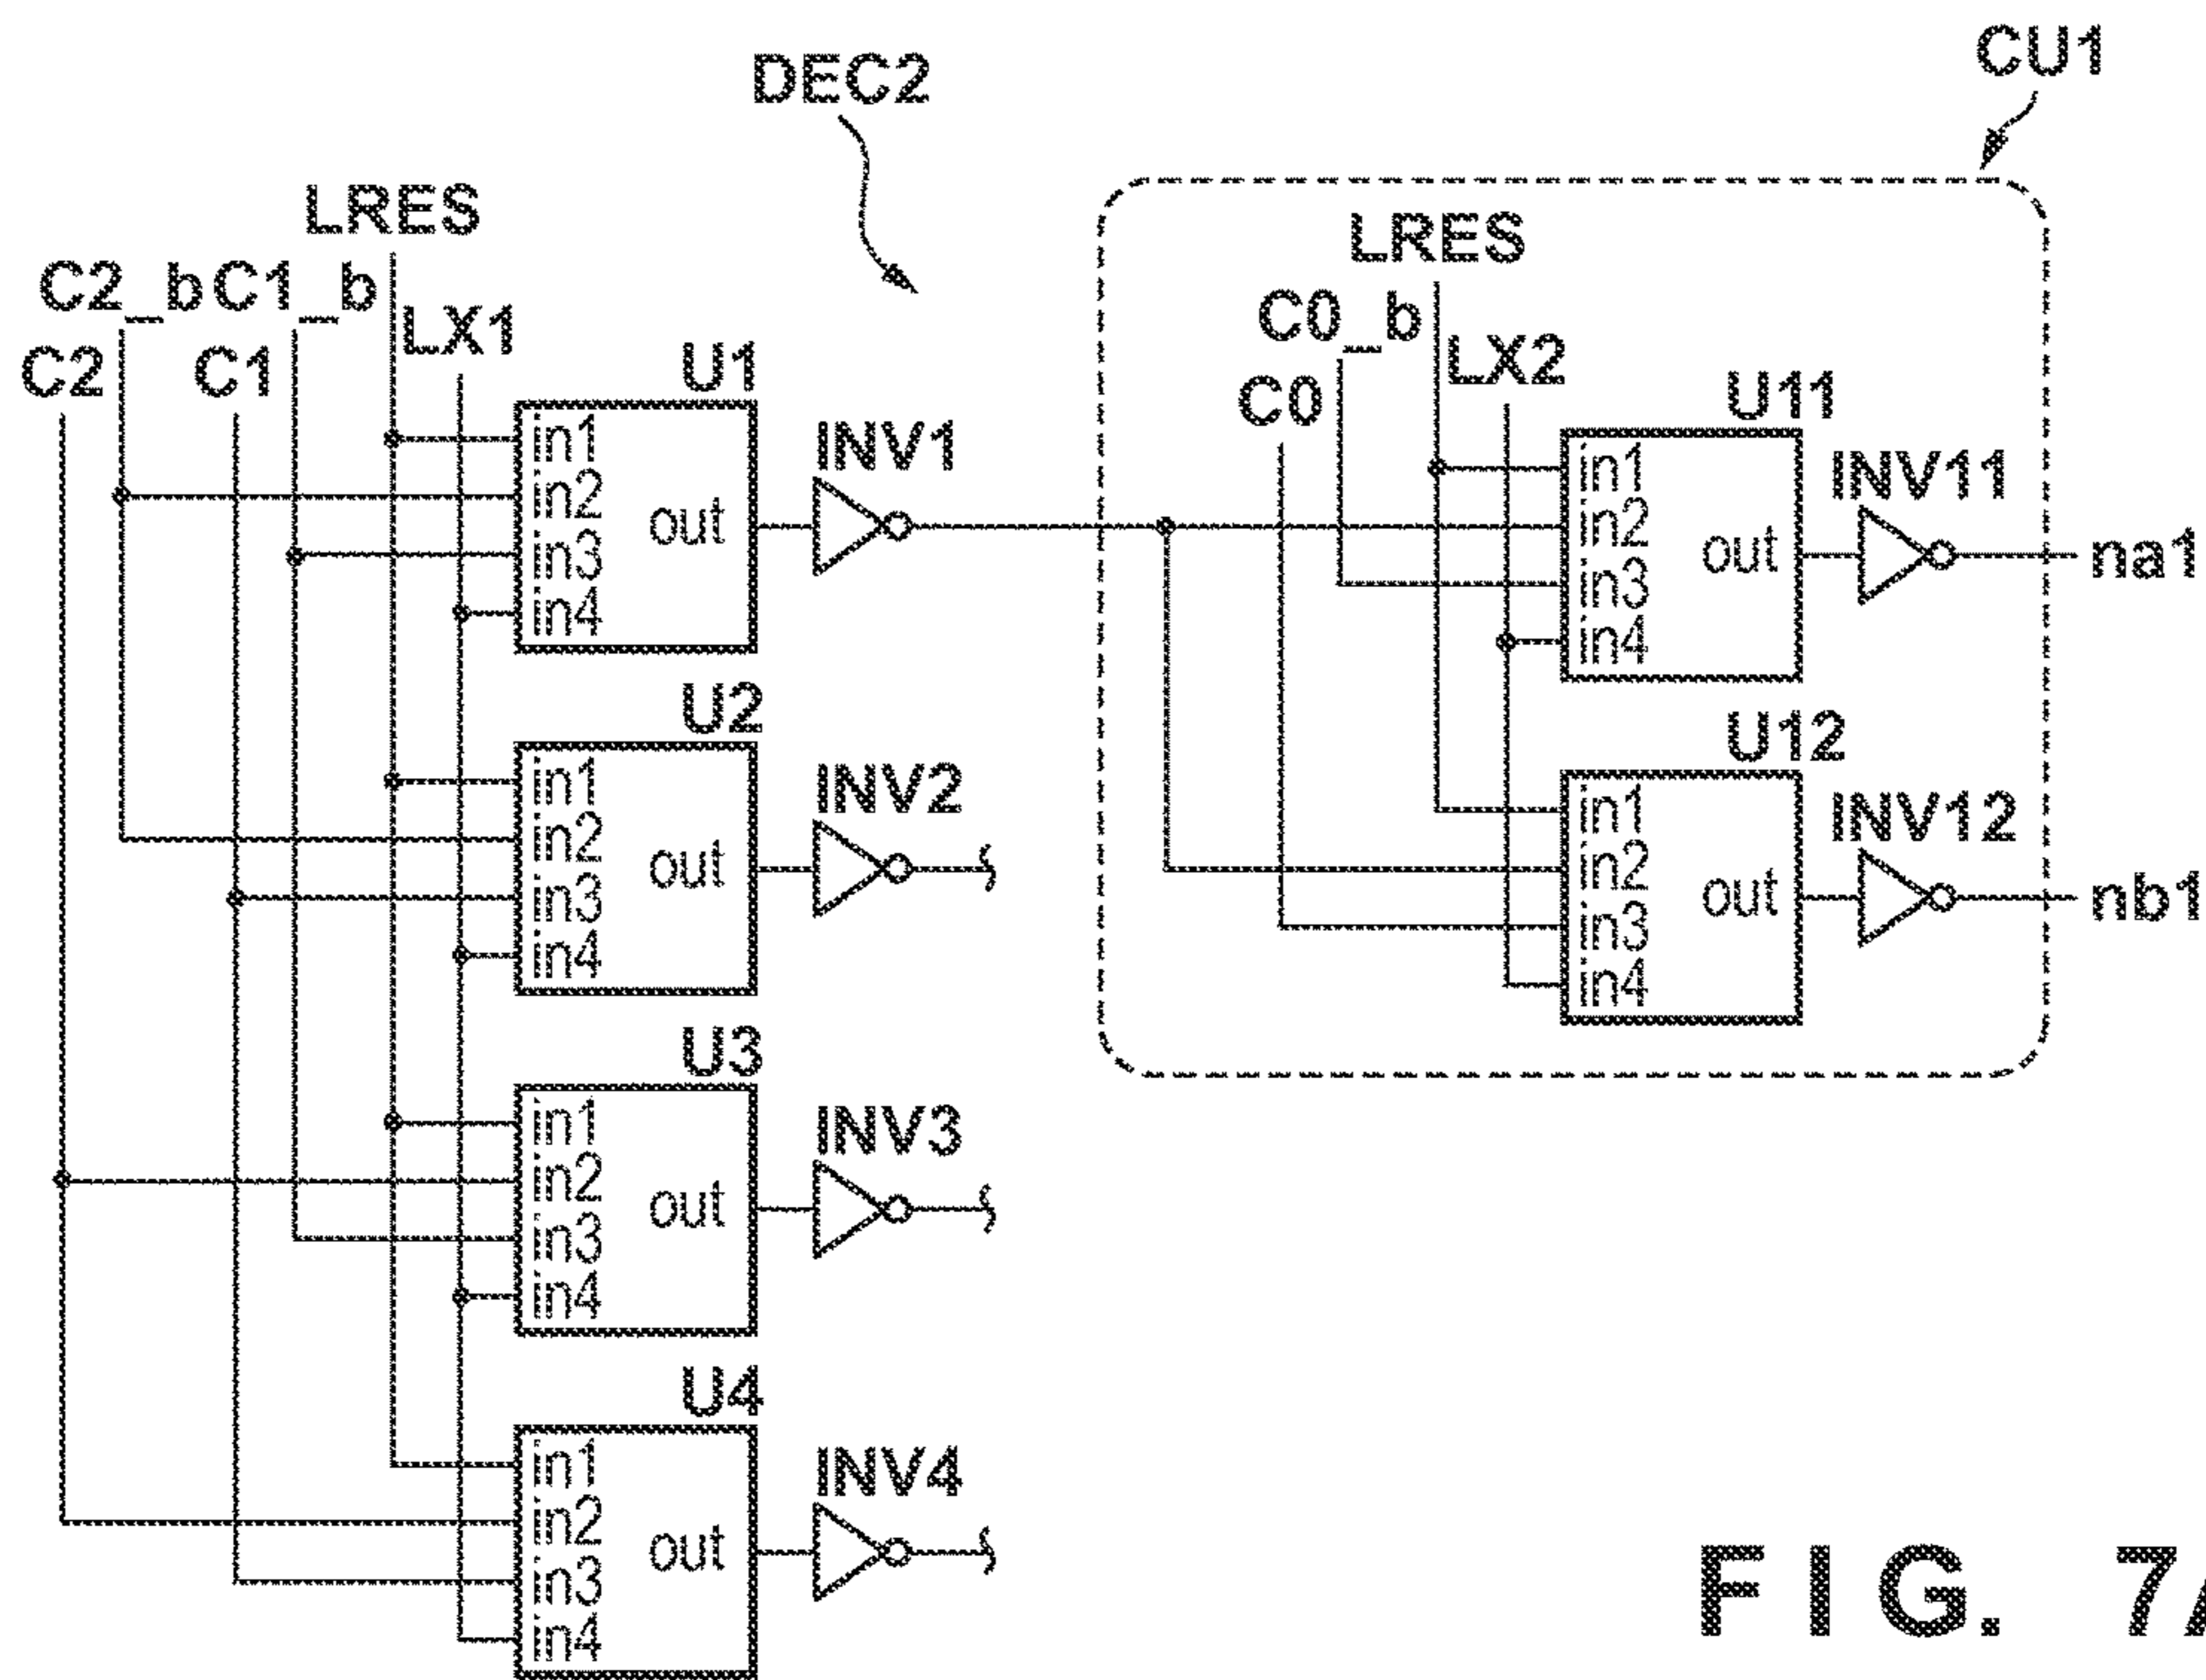 CU1
DEC2
LRES
C2_b C1_b
LX1
C2
C1
U1
in1
in2
in3
in4
out
INV1
U2
in1
in2
in3
in4
out
INV2
U3
in1
in2
in3
in4
out
INV3
U4
in1
in2
in3
in4
out
INV4
LRES
C0_b
LX2
C0
U11
in1
in2
in3
in4
out
INV11
na1
U12
in1
in2
in3
in4
out
INV12
nb1
FIG. 7A